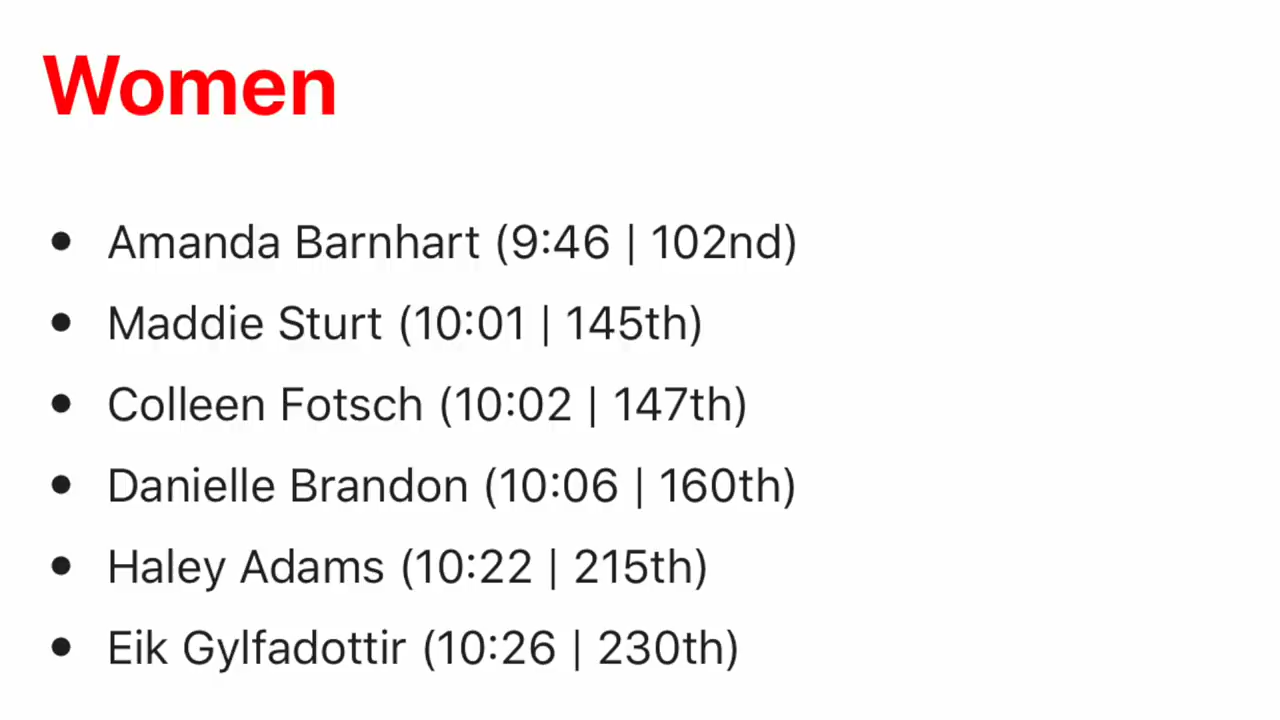 Women
• Amanda Barnhart (9:46 | 102nd)
• Maddie Sturt (10:01 | 145th)
• Colleen Fotsch (10:02 | 147th)
• Danielle Brandon (10:06 | 160th)
• Haley Adams (10:22 | 215th)
• Eik Gylfadottir (10:26 | 230th)